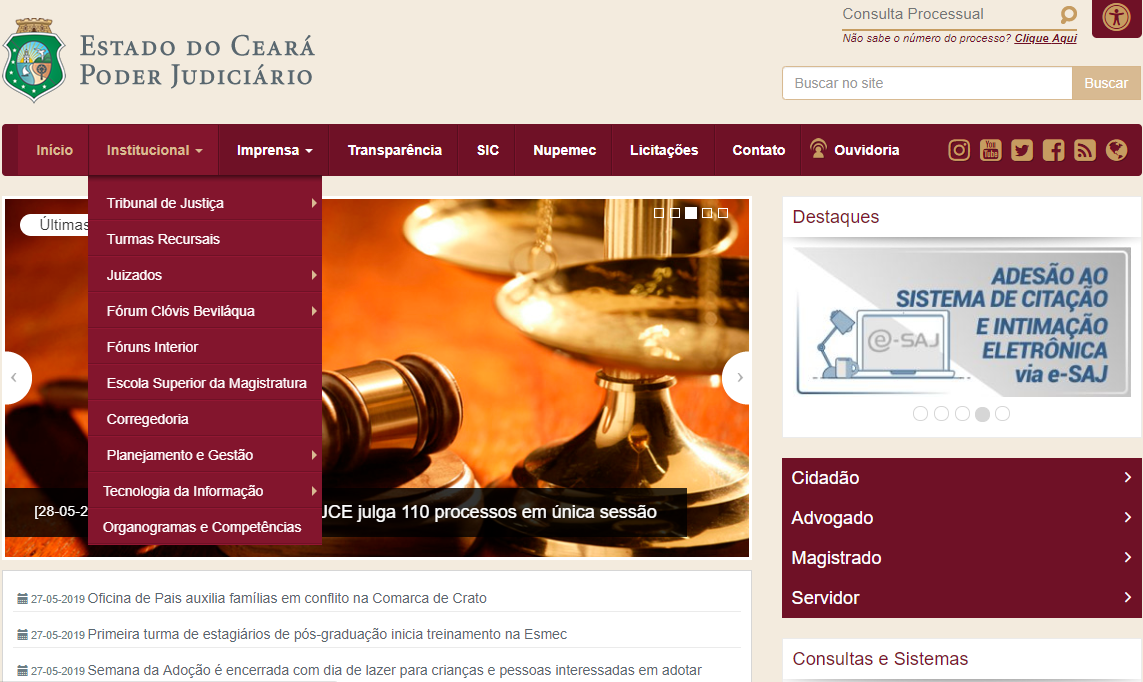 ESTADO DO CEARÁ
PODER JUDICIÁRIO
Consulta Processual
Não sabe o número do processo? Clique Aqui
Buscar no site
Buscar
Início
Institucional
Imprensa
Transparência
SIC
Nupemec
Licitações
Contato
Ouvidoria
You
Tube
Tribunal de Justiça
Turmas Recursais
Juizados
Fórum Clóvis Beviláqua
Fóruns Interior
Escola Superior da Magistratura
Corregedoria
Planejamento e Gestão
Tecnologia da Informação
Organogramas e Competências
Últimas
[28-05-2
JCE julga 110 processos em única sessão
27-05-2019 Oficina de Pais auxilia famílias em conflito na Comarca de Crato
27-05-2019 Primeira turma de estagiários de pós-graduação inicia treinamento na Esmec
27-05-2019 Semana da Adoção é encerrada com dia de lazer para crianças e pessoas interessadas em adotar
Destaques
ADESÃO AO
SISTEMA DE CITAÇÃO
E INTIMAÇÃO
ELETRÔNICA
via e-SAJ
e-SAJ
Cidadão
Advogado
Magistrado
Servidor
Consultas e Sistemas